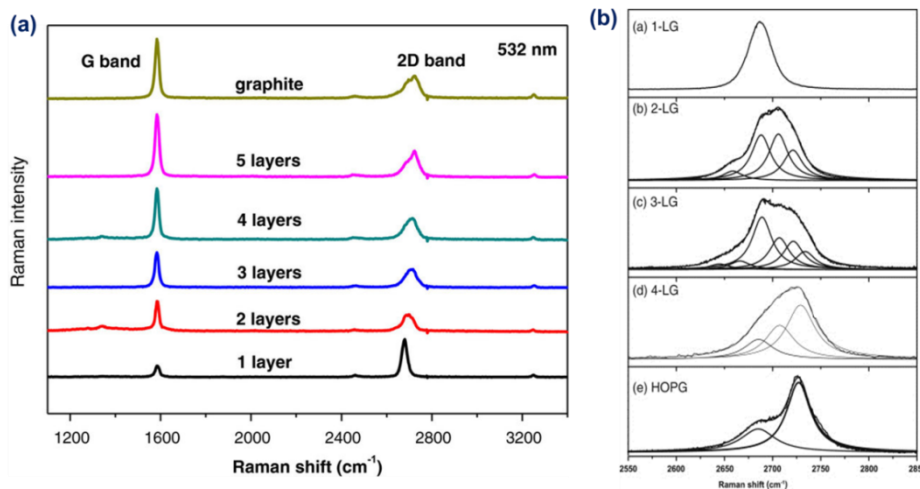 (a)
G band
2D band
532 nm
graphite
5 layers
4 layers
3 layers
2 layers
1 layer
Raman intensity
1200 1600 2000 2400 2800 3200
Raman shift (cm⁻¹)
(b)
(a) 1-LG
(b) 2-LG
(c) 3-LG
(d) 4-LG
(e) HOPG
2550 2600 2650 2700 2750 2800 285
Raman shift (cm⁻¹)